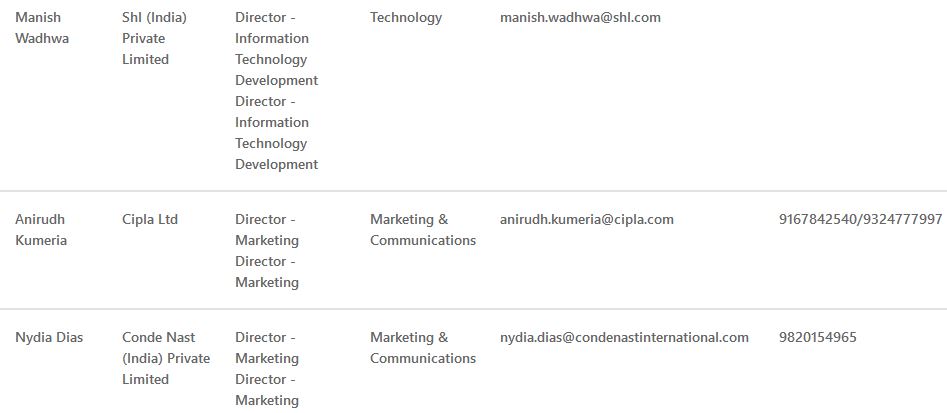 Manish Shl (India) Director - Technology manish.wadhwa@shl.com
Wadhwa Private Information
Limited Technology
Development
Director -
Information
Technology
Development
Anirudh Cipla Ltd Director - Marketing & anirudh.kumeria@cipla.com 9167842540/9324777997
Kumeria Marketing Communications
Director -
Marketing
Nydia Dias Conde Nast Director - Marketing & nydia.dias@condenastinternational.com 9820154965
(India) Private Marketing Communications
Limited Director -
Marketing